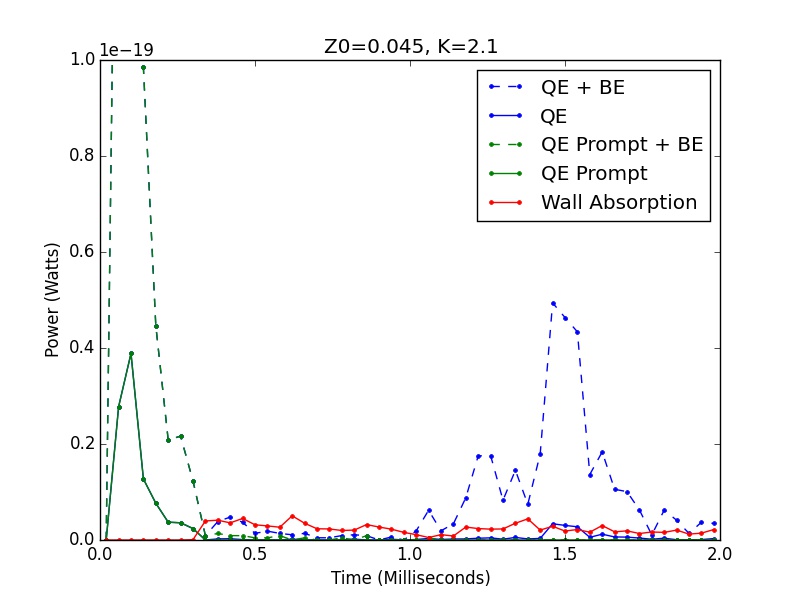 Z0=0.045, K=2.1
1e−19
1.0
0.8
0.6
0.4
0.2
0.0
Power (Watts)
QE + BE
QE
QE Prompt + BE
QE Prompt
Wall Absorption
0.0 0.5 1.0 1.5 2.0
Time (Milliseconds)